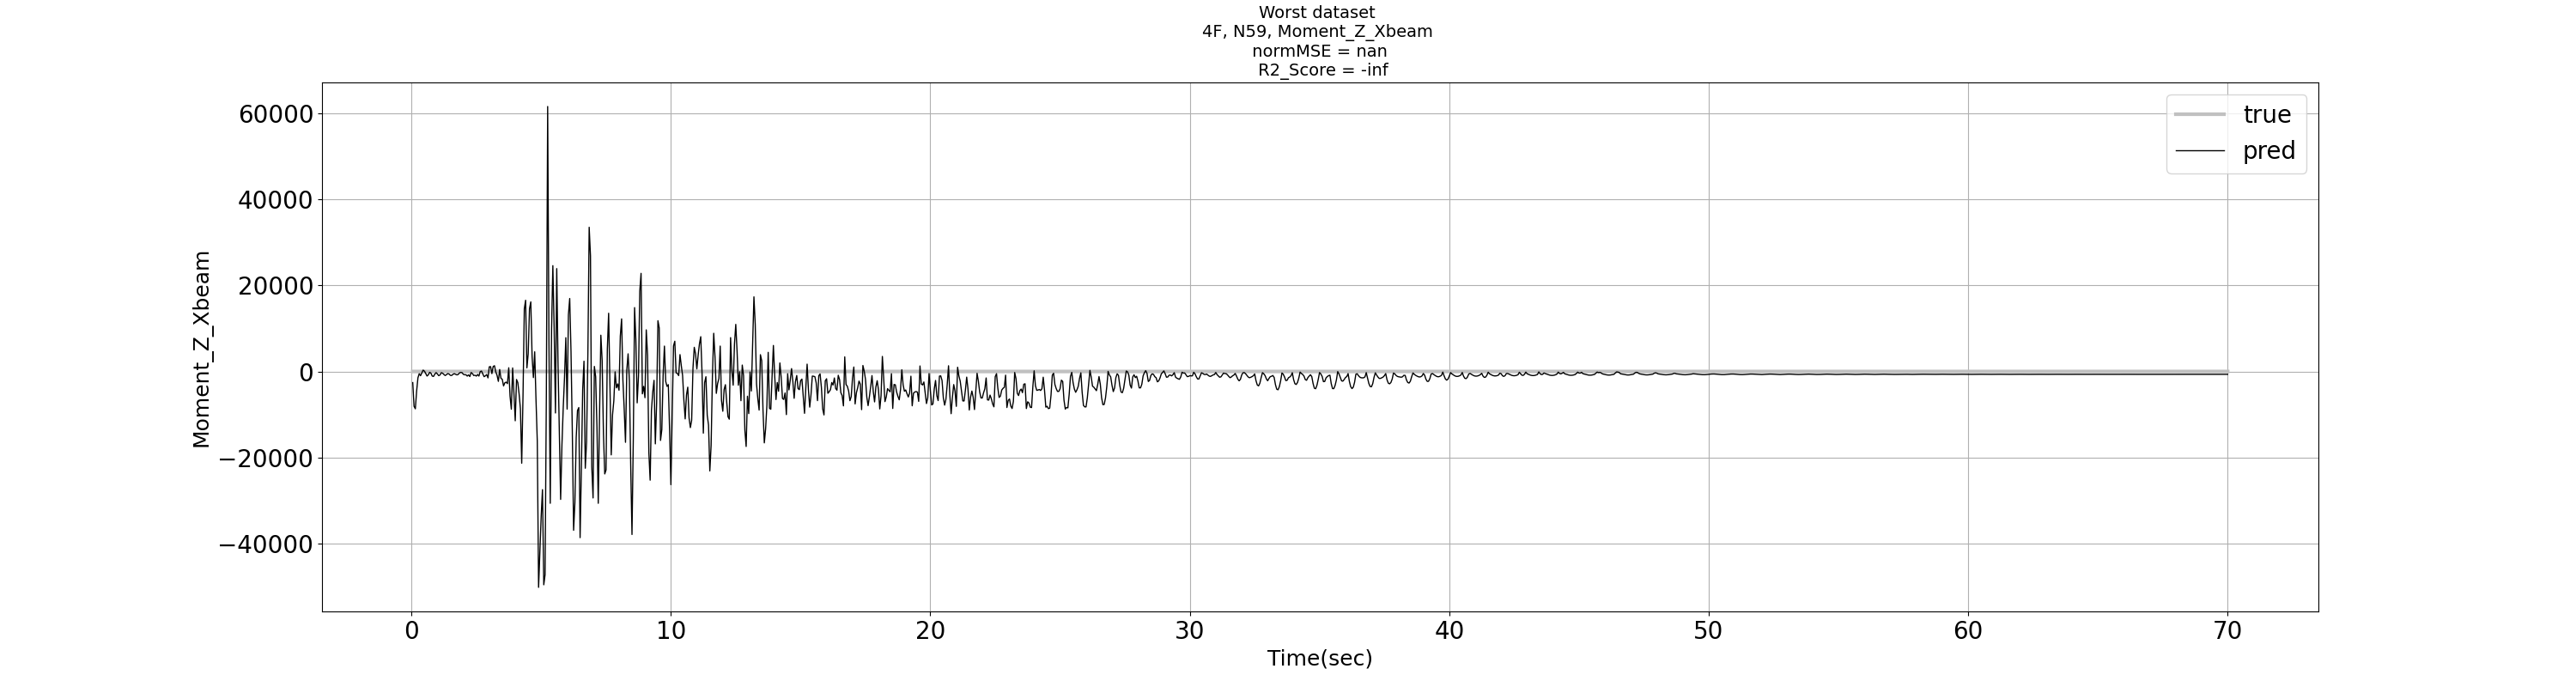 Worst dataset
4F, N59, Moment_Z_Xbeam
normMSE = nan
R2_Score = -inf
true
pred
60000
40000
20000
0
−20000
−40000
Moment_Z_Xbeam
0 10 20 30 40 50 60 70
Time(sec)